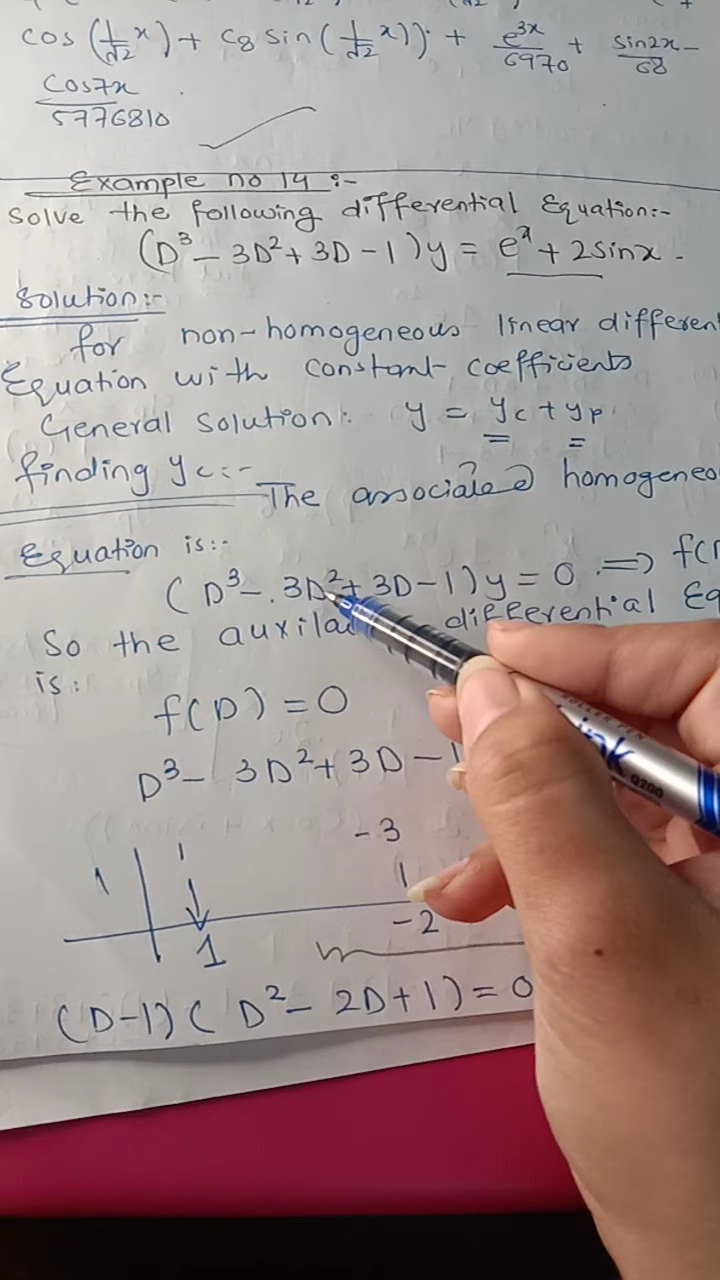 cos(1/√2 x) + c8 sin(1/√2 x)) + e^3x/6970 + sin2x/68 -
cos7x/5776810
Example no 14 :-
Solve the following differential Equation:-
(D³ - 3D² + 3D - 1)y = e^x + 2sinx.
Solution:-
for non-homogeneous linear different
Equation with constant coefficients
General solution: y = yc + yp
finding yc:-
The associated homogeneo
Equation is:-
(D³ - 3D² + 3D - 1)y = 0 ⇒ f(
So the auxila differential Eq
is:
f(D) = 0
D³ - 3D² + 3D - 1
1 1 -3
1
1 -2
(D-1)(D² - 2D + 1) = 0